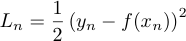 $L_n = \frac{1}{2} \left( y_n - f(x_n) \right)^2$